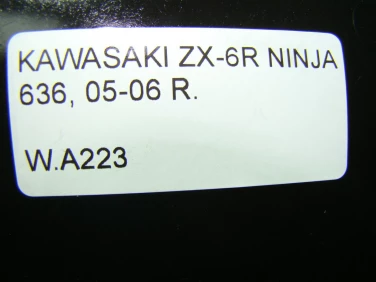 KAWASAKI ZX-6R NINJA
636, 05-06 R.
W.A223